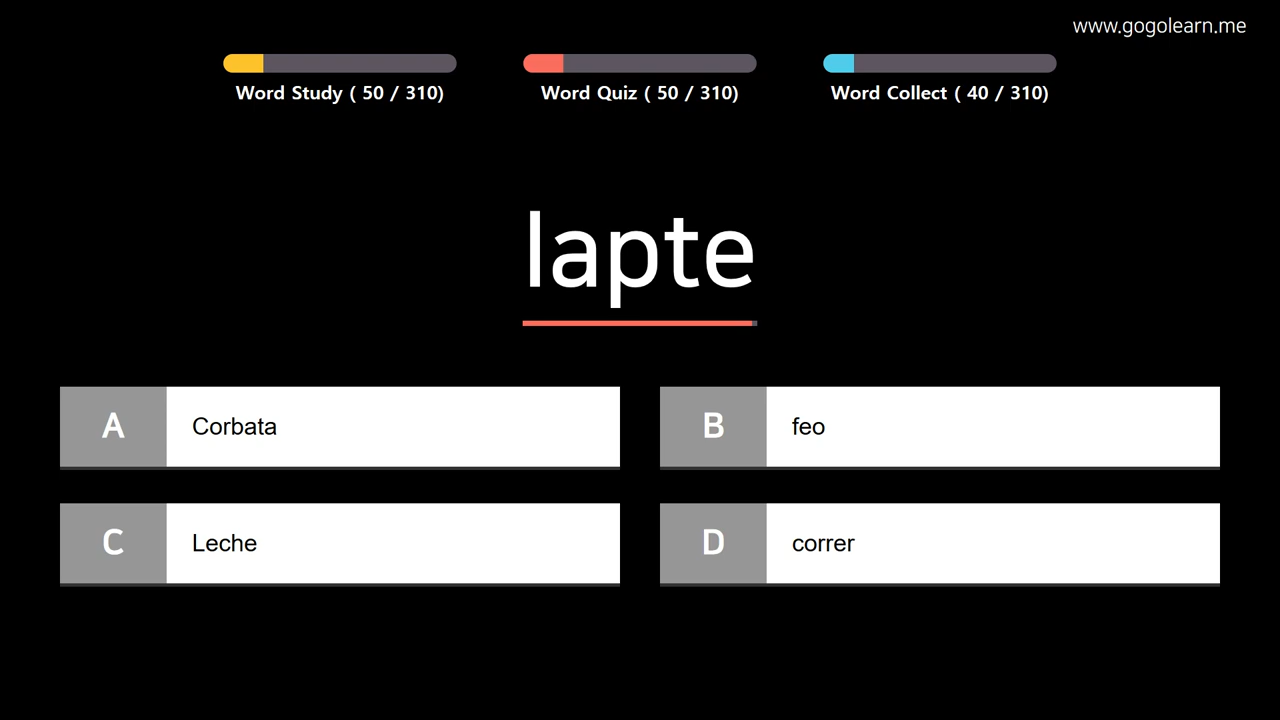 www.gogolearn.me
Word Study ( 50 / 310)
Word Quiz ( 50 / 310)
Word Collect ( 40 / 310)
lapte
A Corbata
B feo
C Leche
D correr